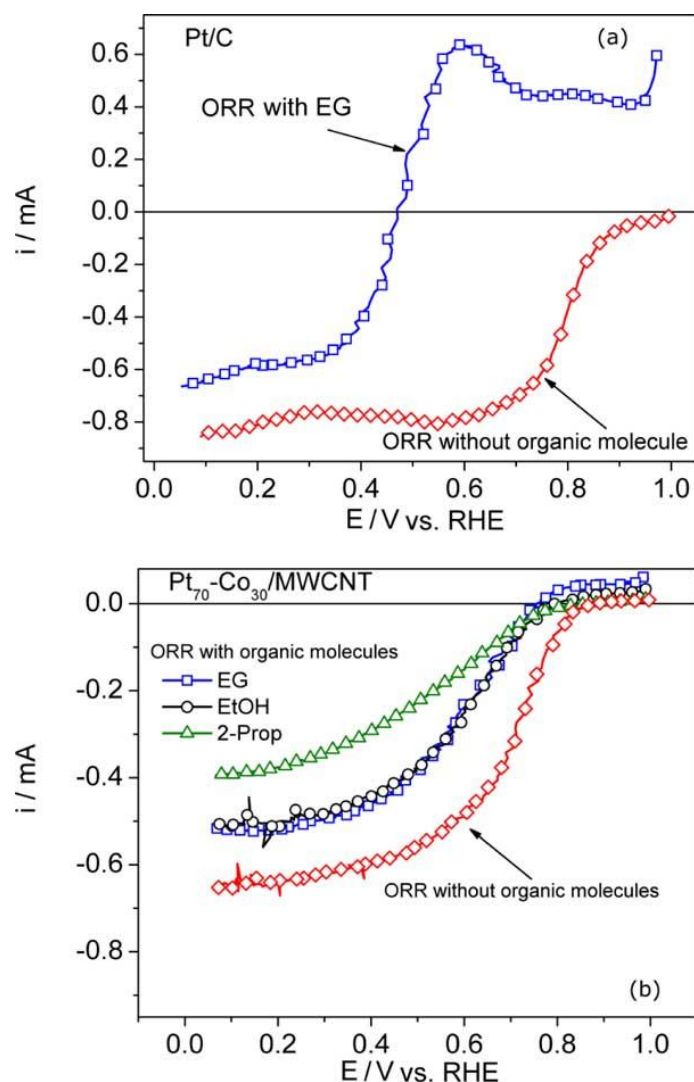 Pt/C
(a)
ORR with EG
ORR without organic molecule
i / mA
0.6
0.4
0.2
0.0
-0.2
-0.4
-0.6
-0.8
0.0 0.2 0.4 0.6 0.8 1.0
E / V vs. RHE
Pt₇₀-Co₃₀/MWCNT
ORR with organic molecules
EG
EtOH
2-Prop
ORR without organic molecules
(b)
i / mA
0.0
-0.2
-0.4
-0.6
-0.8
0.0 0.2 0.4 0.6 0.8 1.0
E / V vs. RHE